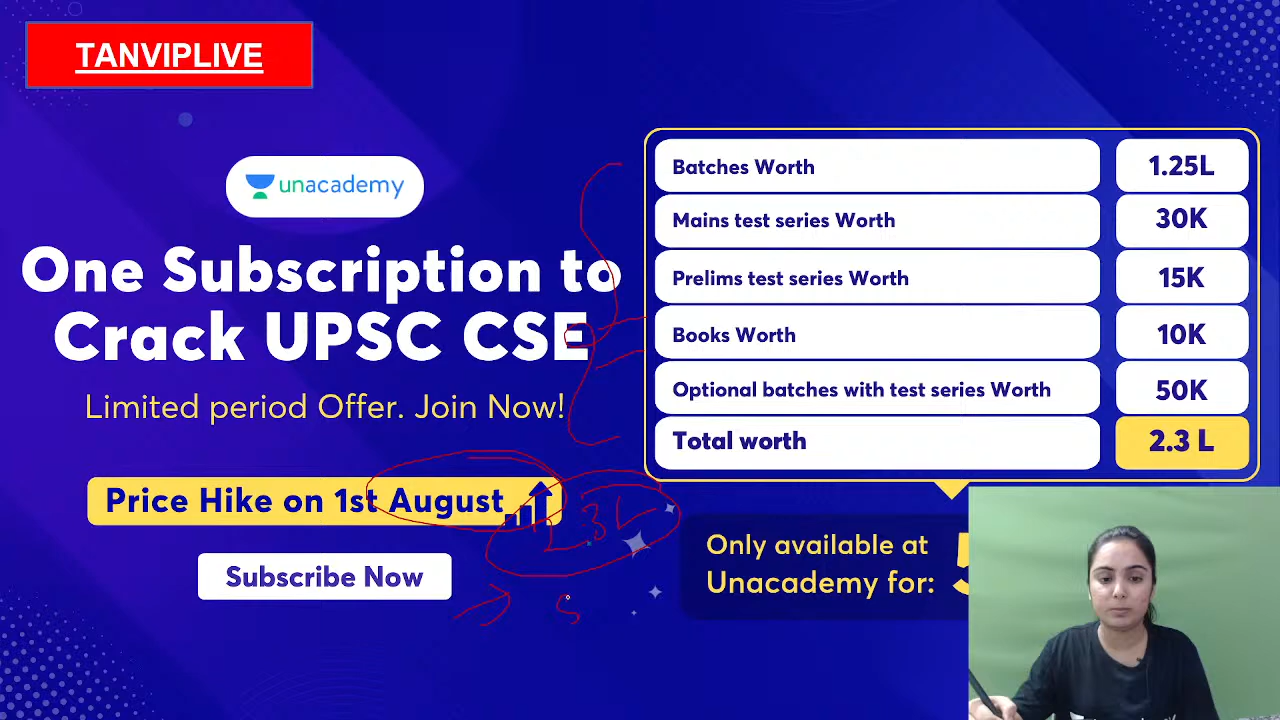 TANVIPLIVE
unacademy
One Subscription to
Crack UPSC CSE
Limited period Offer. Join Now!
Price Hike on 1st August
Subscribe Now
Batches Worth 1.25L
Mains test series Worth 30K
Prelims test series Worth 15K
Books Worth 10K
Optional batches with test series Worth 50K
Total worth 2.3 L
2.3L
Only available at
Unacademy for: